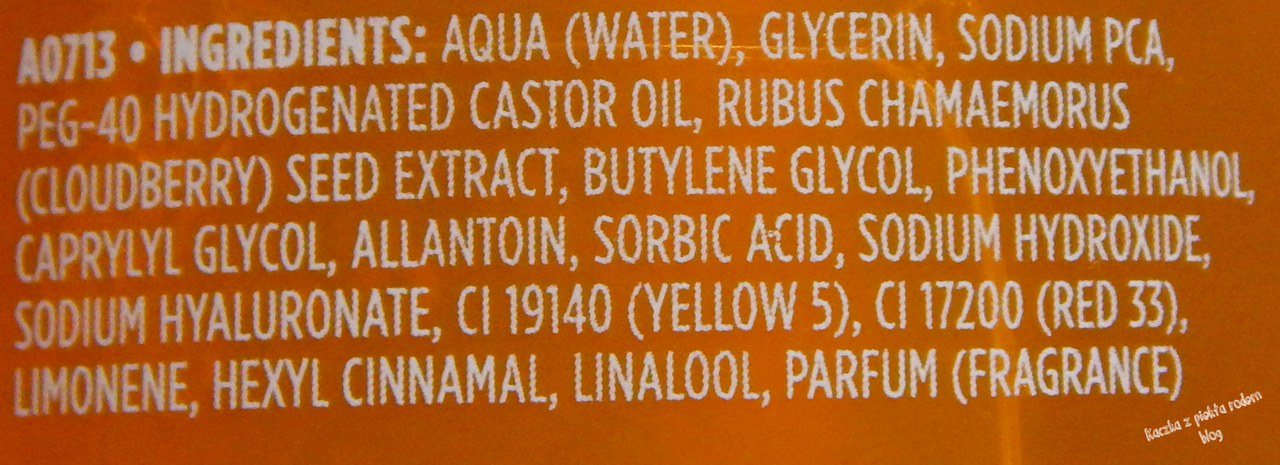 A0713 • INGREDIENTS: AQUA (WATER), GLYCERIN, SODIUM PCA,
PEG-40 HYDROGENATED CASTOR OIL, RUBUS CHAMAEMORUS
(CLOUDBERRY) SEED EXTRACT, BUTYLENE GLYCOL, PHENOXYETHANOL,
CAPRYLYL GLYCOL, ALLANTOIN, SORBIC ACID, SODIUM HYDROXIDE,
SODIUM HYALURONATE, CI 19140 (YELLOW 5), CI 17200 (RED 33),
LIMONENE, HEXYL CINNAMAL, LINALOOL, PARFUM (FRAGRANCE)
kaczka z piekła rodem
blog